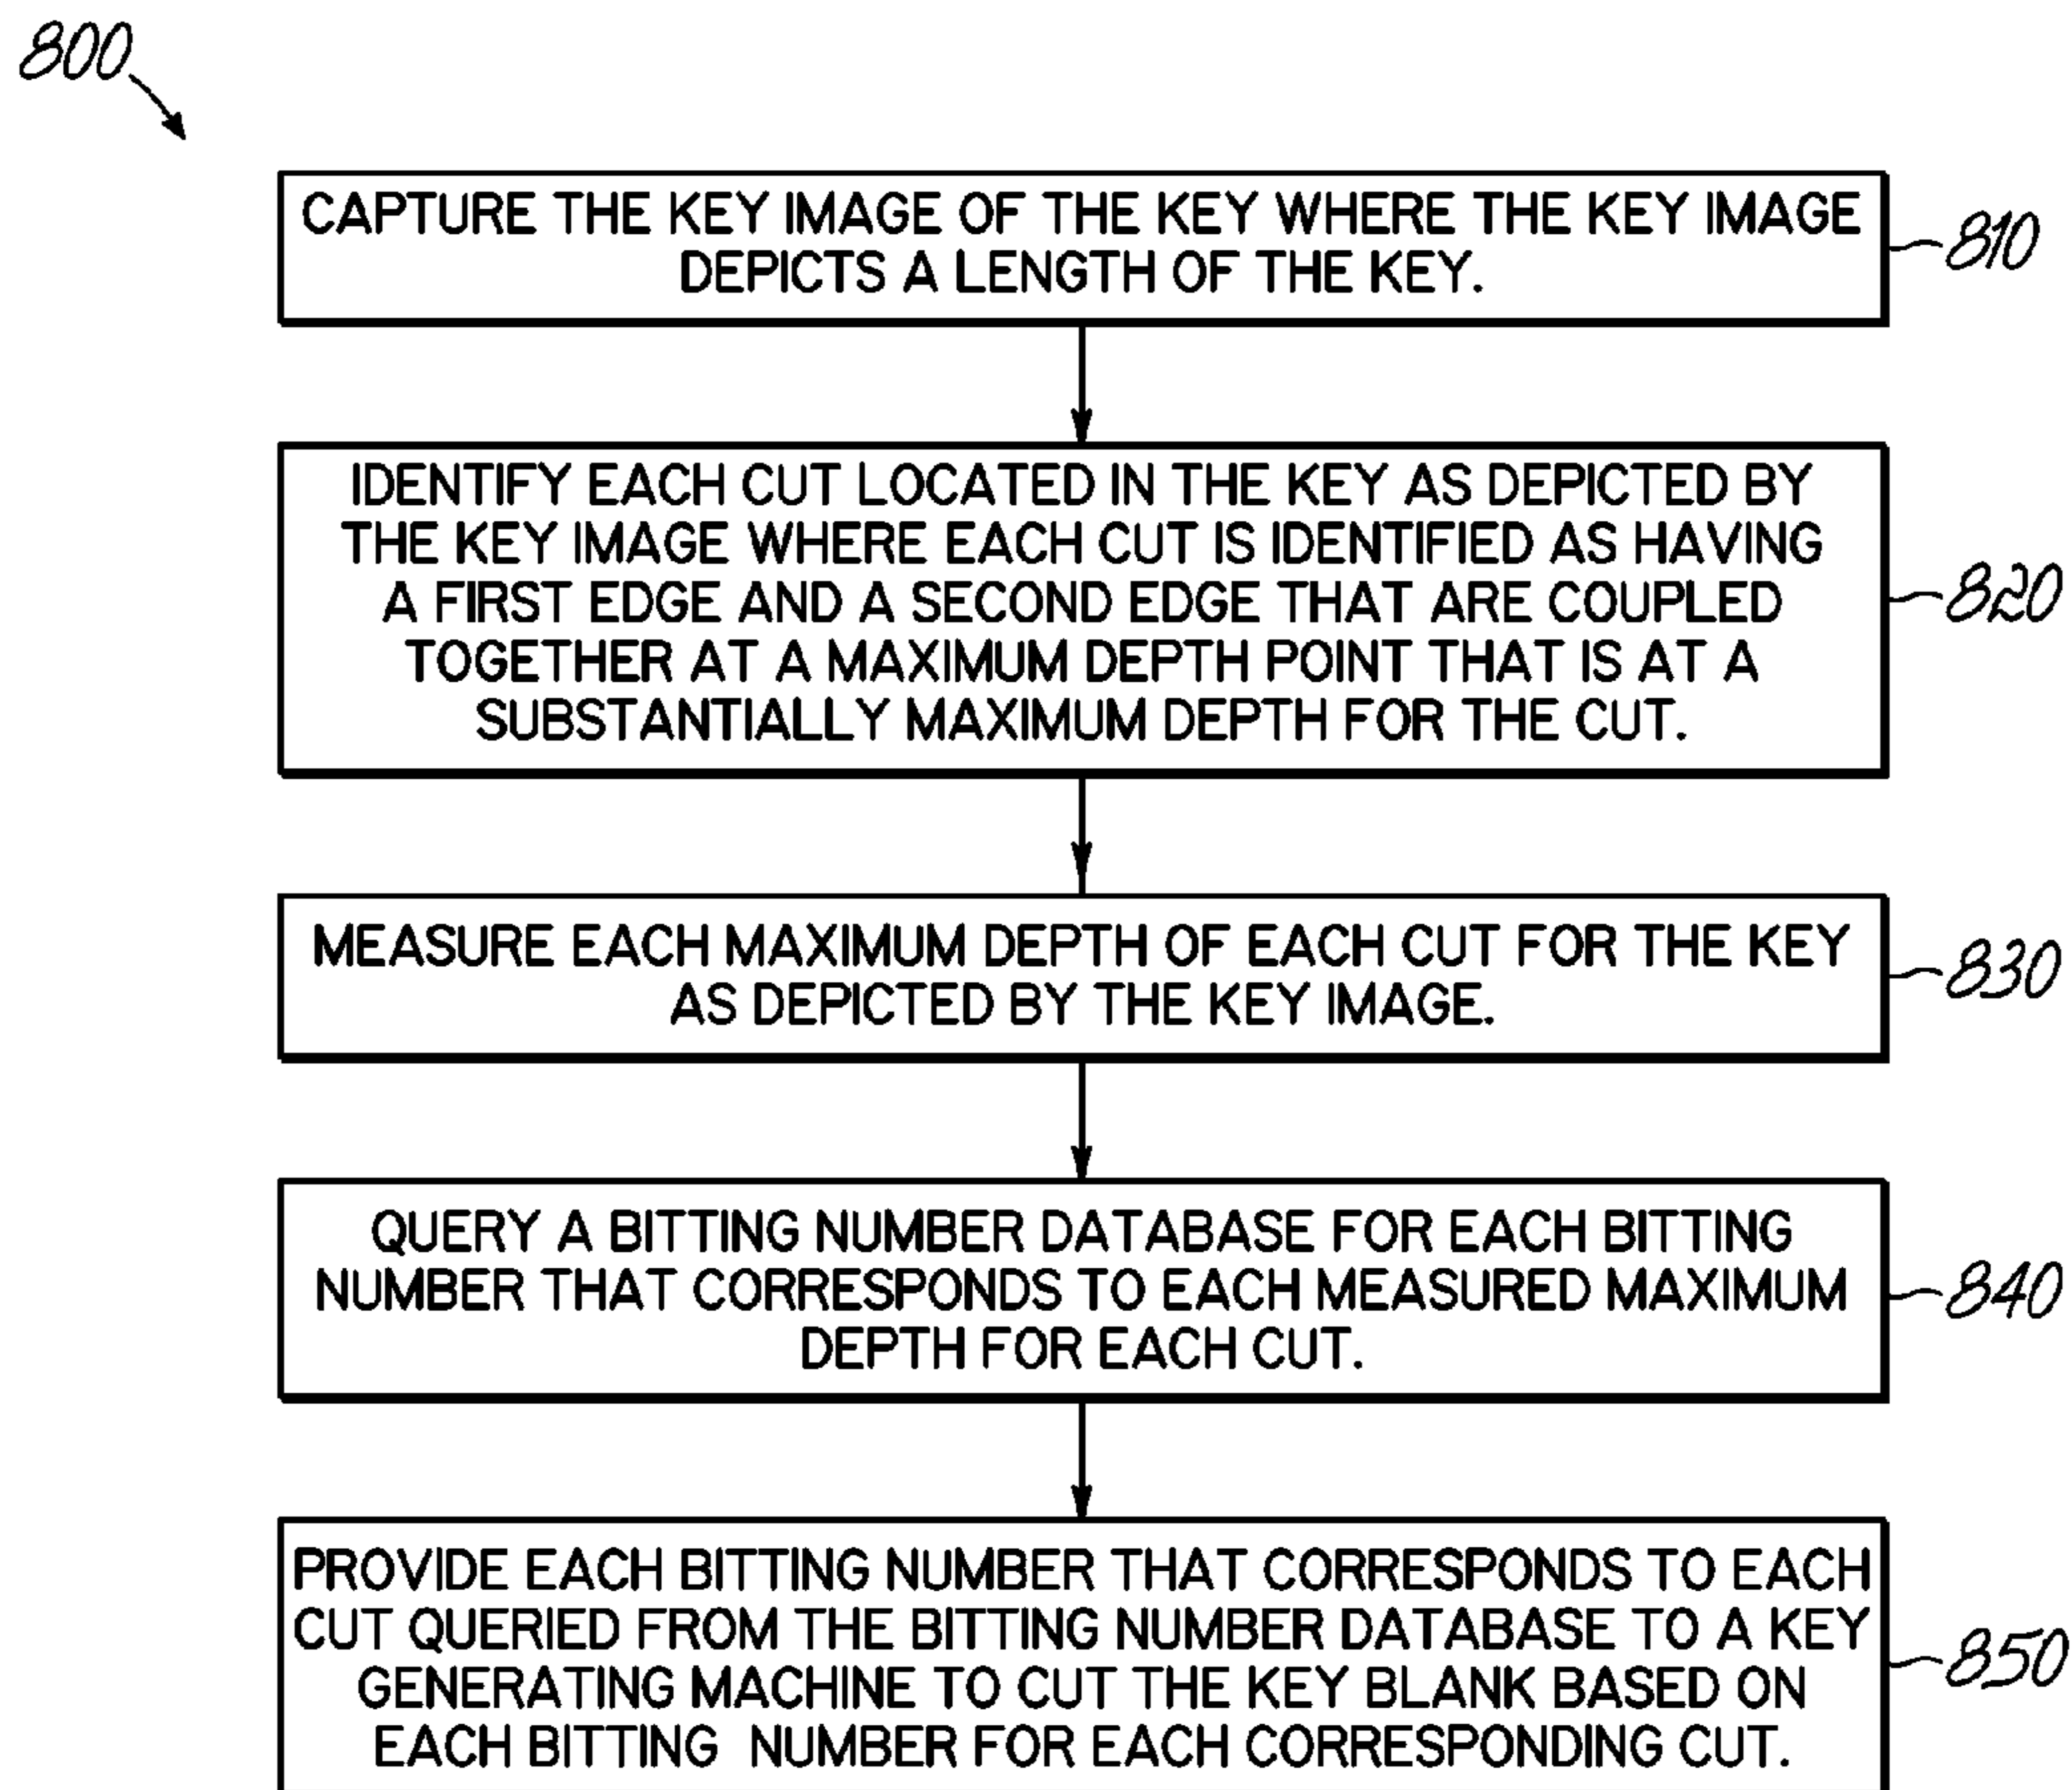 800
CAPTURE THE KEY IMAGE OF THE KEY WHERE THE KEY IMAGE
DEPICTS A LENGTH OF THE KEY.
810
IDENTIFY EACH CUT LOCATED IN THE KEY AS DEPICTED BY
THE KEY IMAGE WHERE EACH CUT IS IDENTIFIED AS HAVING
A FIRST EDGE AND A SECOND EDGE THAT ARE COUPLED
TOGETHER AT A MAXIMUM DEPTH POINT THAT IS AT A
SUBSTANTIALLY MAXIMUM DEPTH FOR THE CUT.
820
MEASURE EACH MAXIMUM DEPTH OF EACH CUT FOR THE KEY
AS DEPICTED BY THE KEY IMAGE.
830
QUERY A BITTING NUMBER DATABASE FOR EACH BITTING
NUMBER THAT CORRESPONDS TO EACH MEASURED MAXIMUM
DEPTH FOR EACH CUT.
840
PROVIDE EACH BITTING NUMBER THAT CORRESPONDS TO EACH
CUT QUERIED FROM THE BITTING NUMBER DATABASE TO A KEY
GENERATING MACHINE TO CUT THE KEY BLANK BASED ON
EACH BITTING NUMBER FOR EACH CORRESPONDING CUT.
850